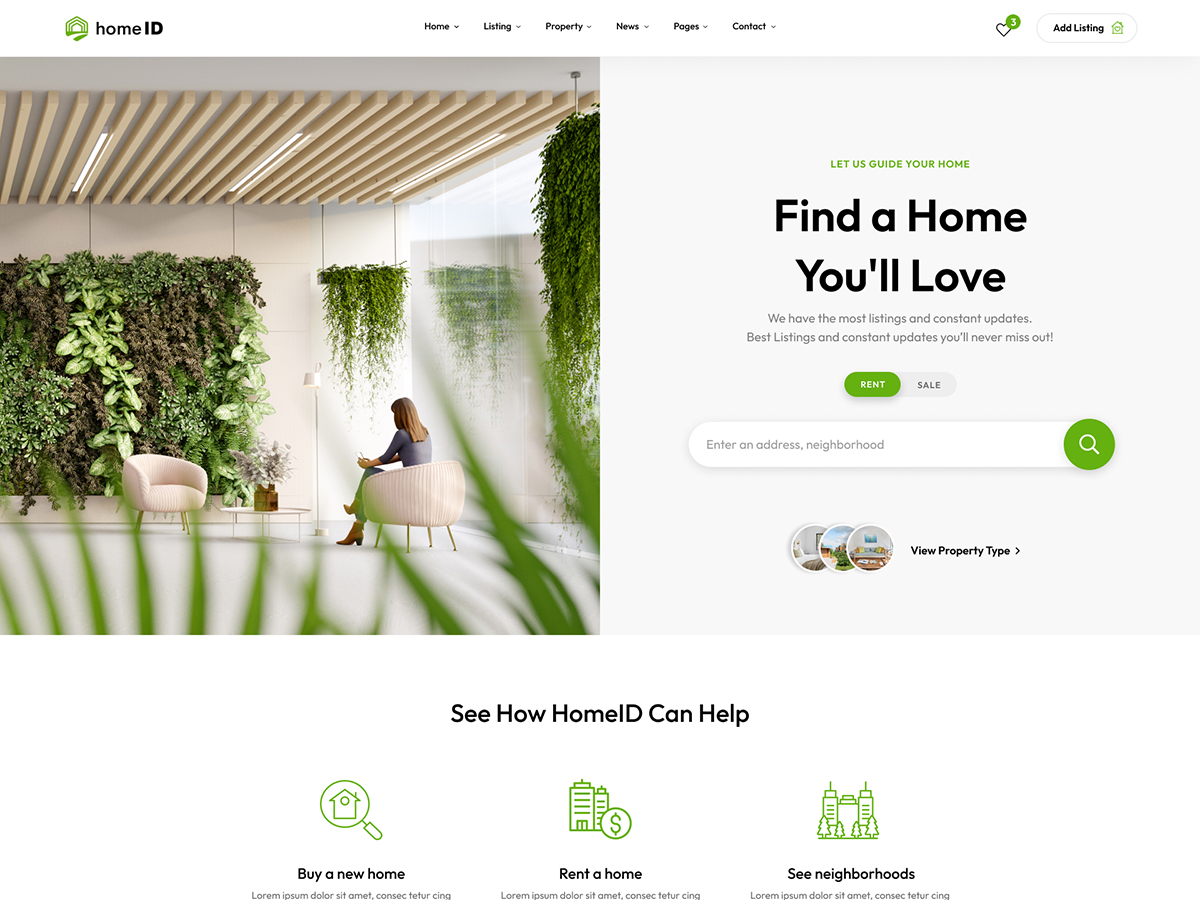 home ID
Home
Listing
Property
News
Pages
Contact
3
Add Listing
LET US GUIDE YOUR HOME
Find a Home
You'll Love
We have the most listings and constant updates.
Best Listings and constant updates you'll never miss out!
RENT
SALE
Enter an address, neighborhood
View Property Type
See How HomeID Can Help
$
Buy a new home
Rent a home
See neighborhoods
Lorem ipsum dolor sit amet, consec tetur cing
Lorem ipsum dolor sit amet, consec tetur cing
Lorem ipsum dolor sit amet, consec tetur cing